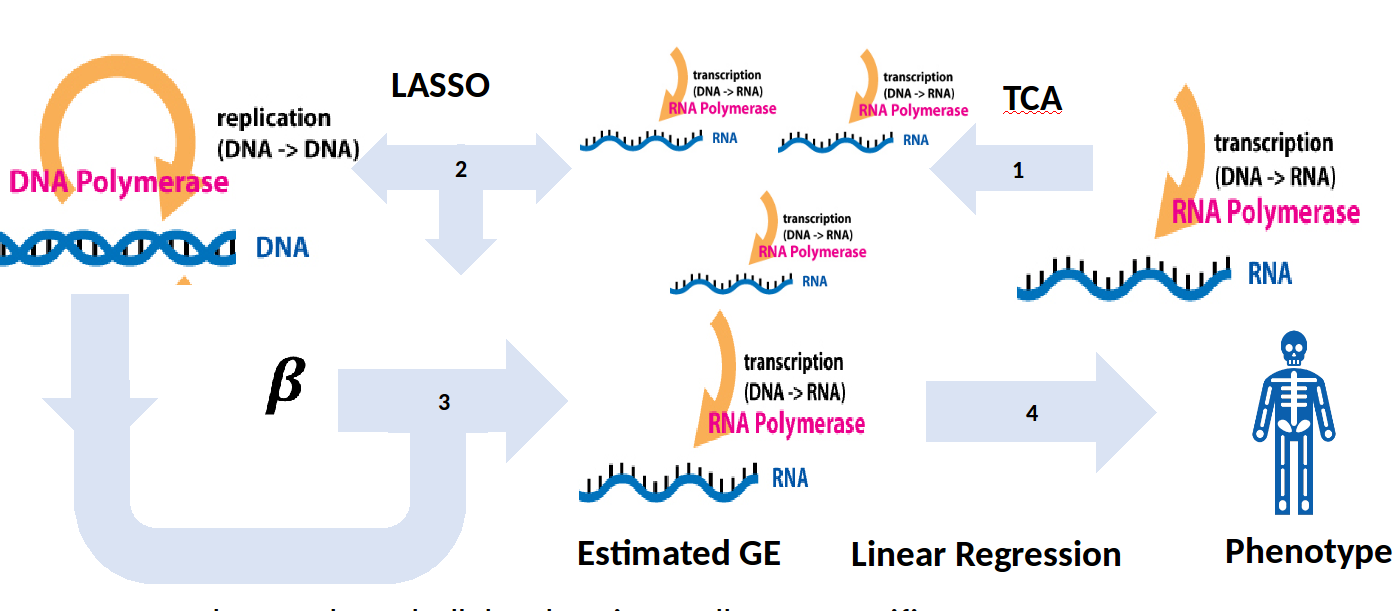 LASSO
TCA
replication
(DNA -> DNA)
DNA Polymerase
DNA
2
transcription
(DNA -> RNA)
RNA Polymerase
RNA
transcription
(DNA -> RNA)
RNA Polymerase
RNA
transcription
(DNA -> RNA)
RNA Polymerase
RNA
1
transcription
(DNA -> RNA)
RNA Polymerase
RNA
β
3
transcription
(DNA -> RNA)
RNA Polymerase
RNA
4
Estimated GE
Linear Regression
Phenotype